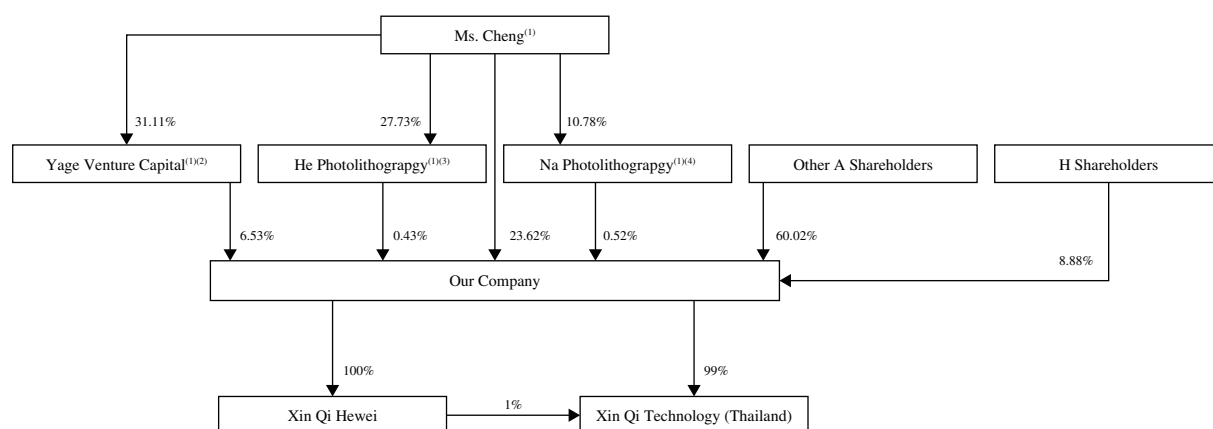 Ms. Cheng(1)
31.11%
27.73%
10.78%
Yage Venture Capital(1)(2)
He Photolithograpgy(1)(3)
Na Photolithograpgy(1)(4)
Other A Shareholders
H Shareholders
6.53%
0.43%
23.62%
0.52%
60.02%
8.88%
Our Company
100%
99%
Xin Qi Hewei
1%
Xin Qi Technology (Thailand)